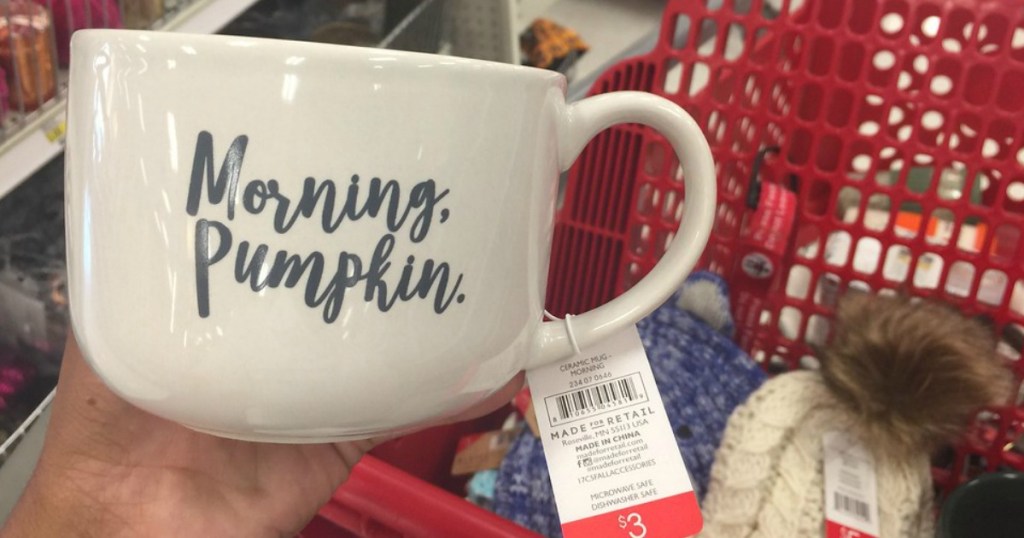 Morning,
Pumpkin.
CERAMIC MUG -
MORNING
234 07 0646
MADE FOR RETAIL
Roseville, MN 55113 USA
MADE IN CHINA
madeforretail.com
@madeforretail
@madeforretail
17CSFALLACCESSORIES
MICROWAVE SAFE
DISHWASHER SAFE
$3